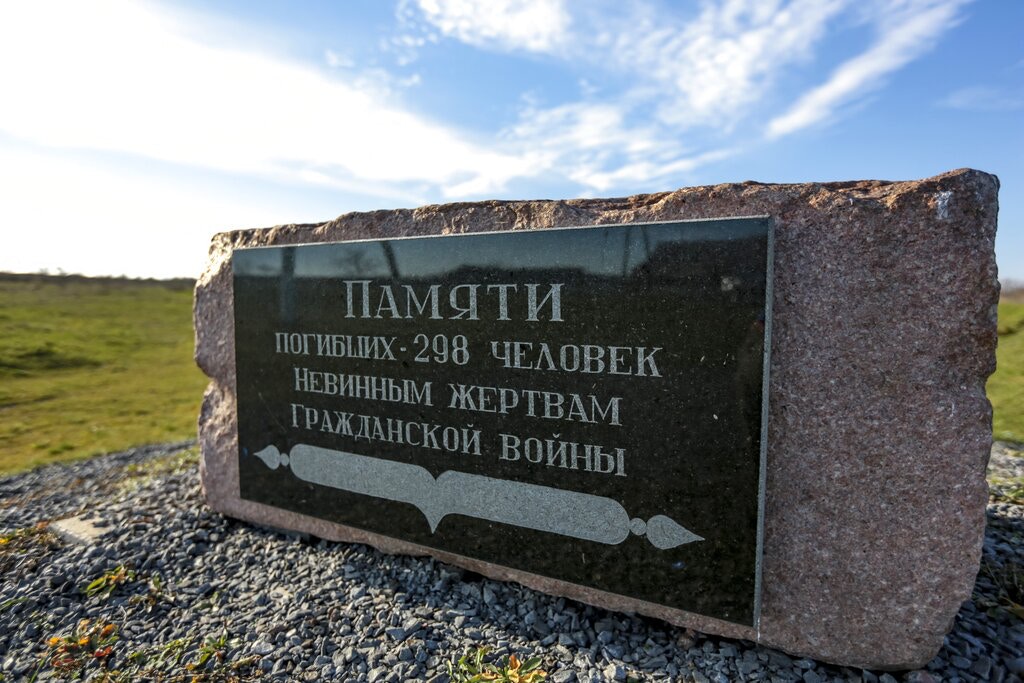 Памяти
погибших - 298 человек
Невинным жертвам
Гражданской войны